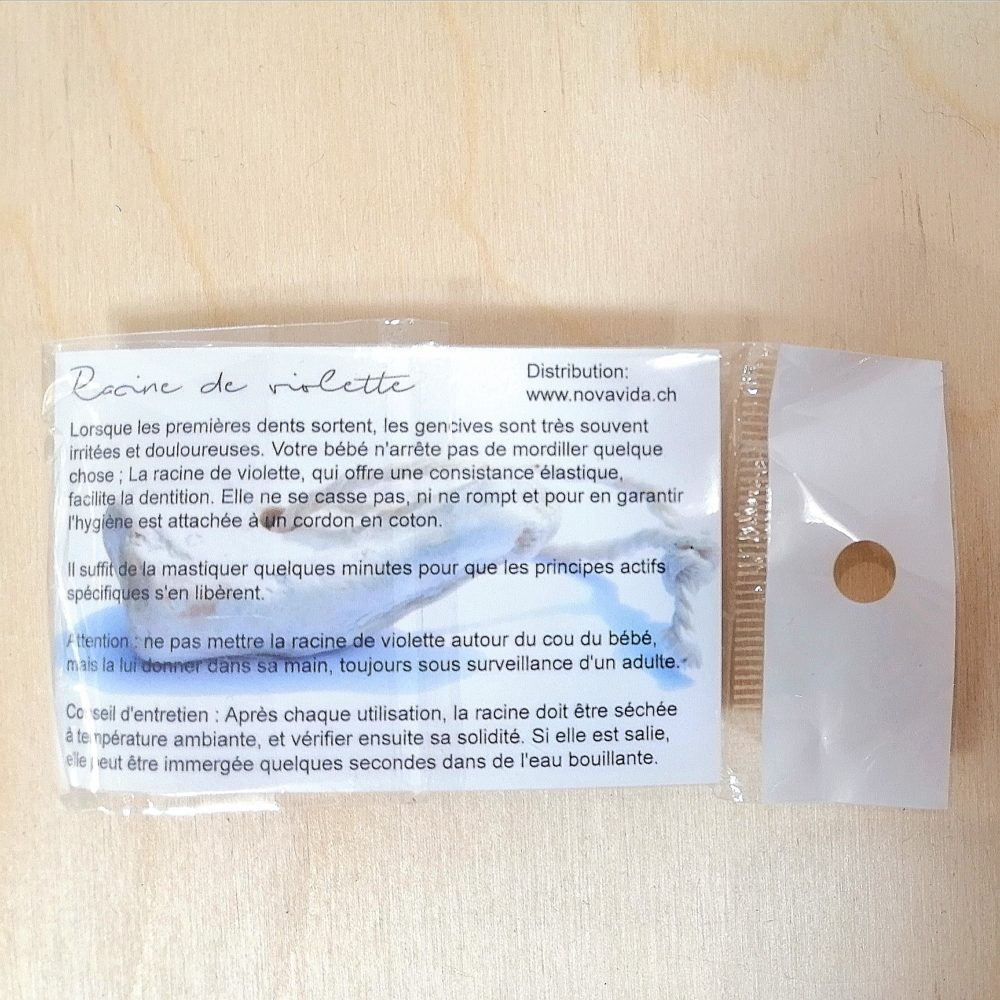 Racine de violette
Distribution:
www.novavida.ch
Lorsque les premières dents sortent, les gencives sont très souvent
irritées et douloureuses. Votre bébé n'arrête pas de mordiller quelque
chose ; La racine de violette, qui offre une consistance élastique,
facilite la dentition. Elle ne se casse pas, ni ne rompt et pour en garantir
l'hygiène est attachée à un cordon en coton.
Il suffit de la mastiquer quelques minutes pour que les principes actifs
spécifiques s'en libèrent.
Attention : ne pas mettre la racine de violette autour du cou du bébé,
mais la lui donner dans sa main, toujours sous surveillance d'un adulte.
Conseil d'entretien : Après chaque utilisation, la racine doit être séchée
à température ambiante, et vérifier ensuite sa solidité. Si elle est salie,
elle peut être immergée quelques secondes dans de l'eau bouillante.